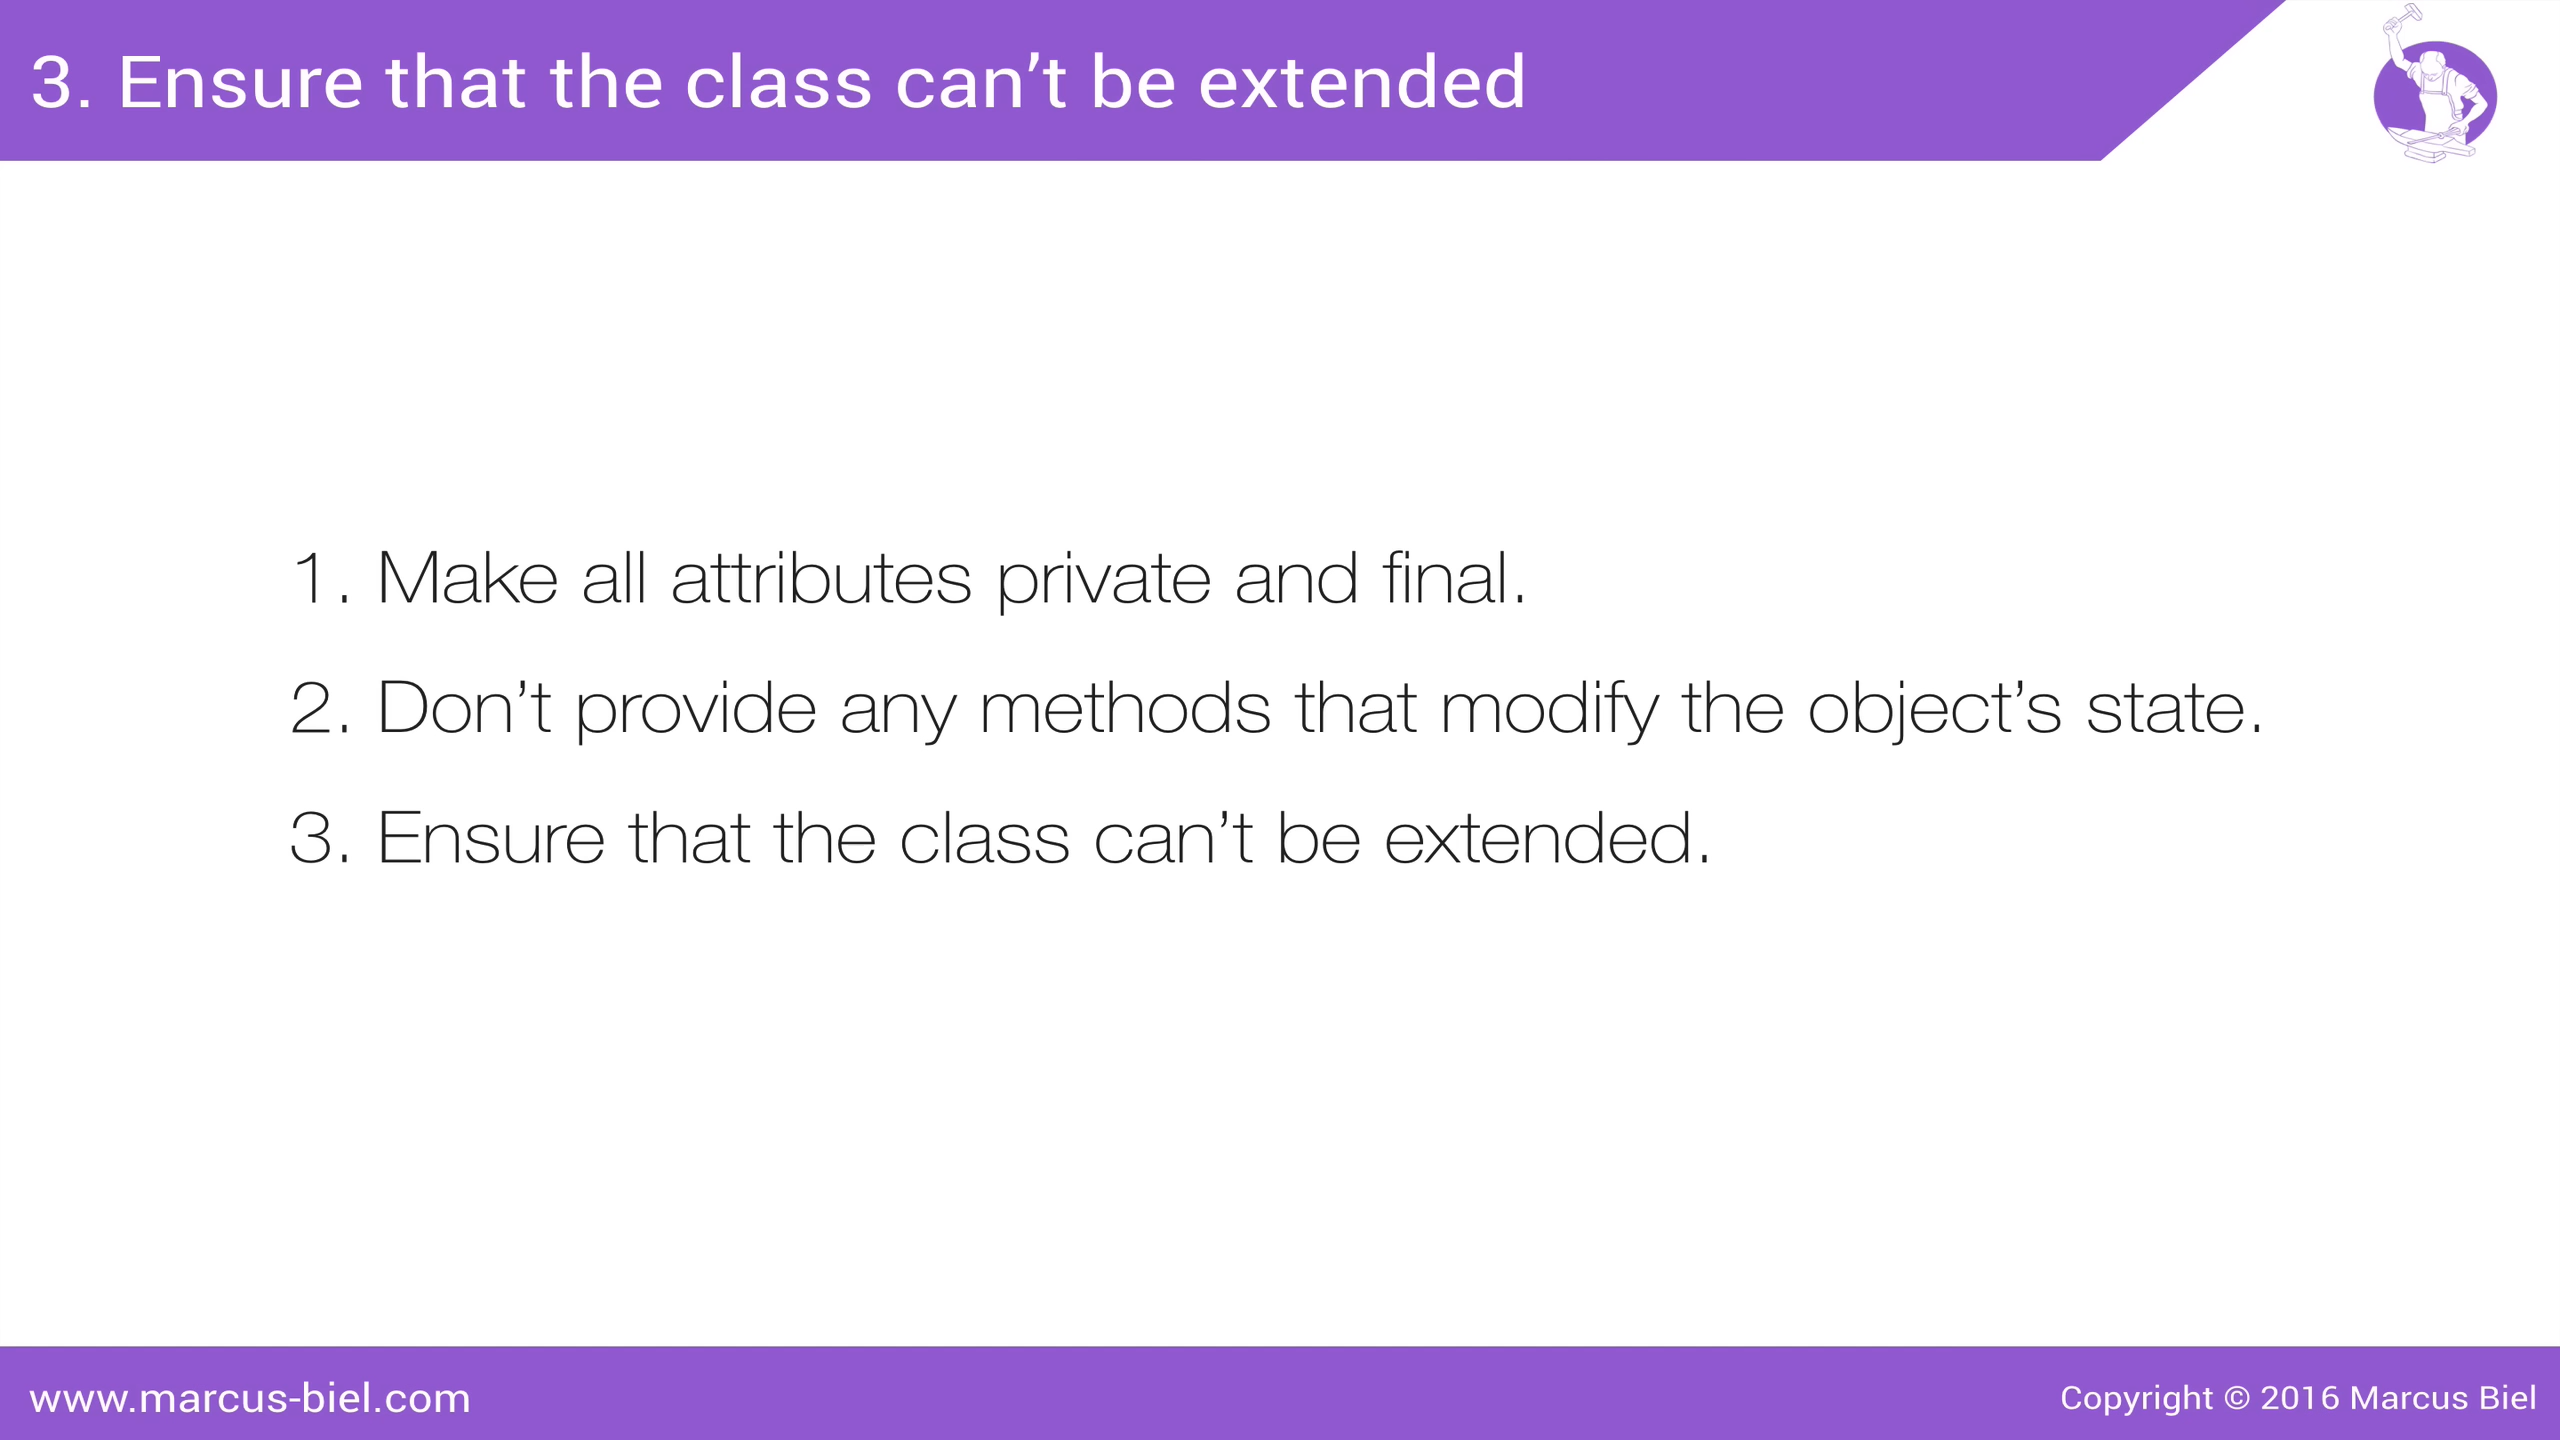 3. Ensure that the class can’t be extended
1. Make all attributes private and final.
2. Don’t provide any methods that modify the object’s state.
3. Ensure that the class can’t be extended.
www.marcus-biel.com
Copyright © 2016 Marcus Biel